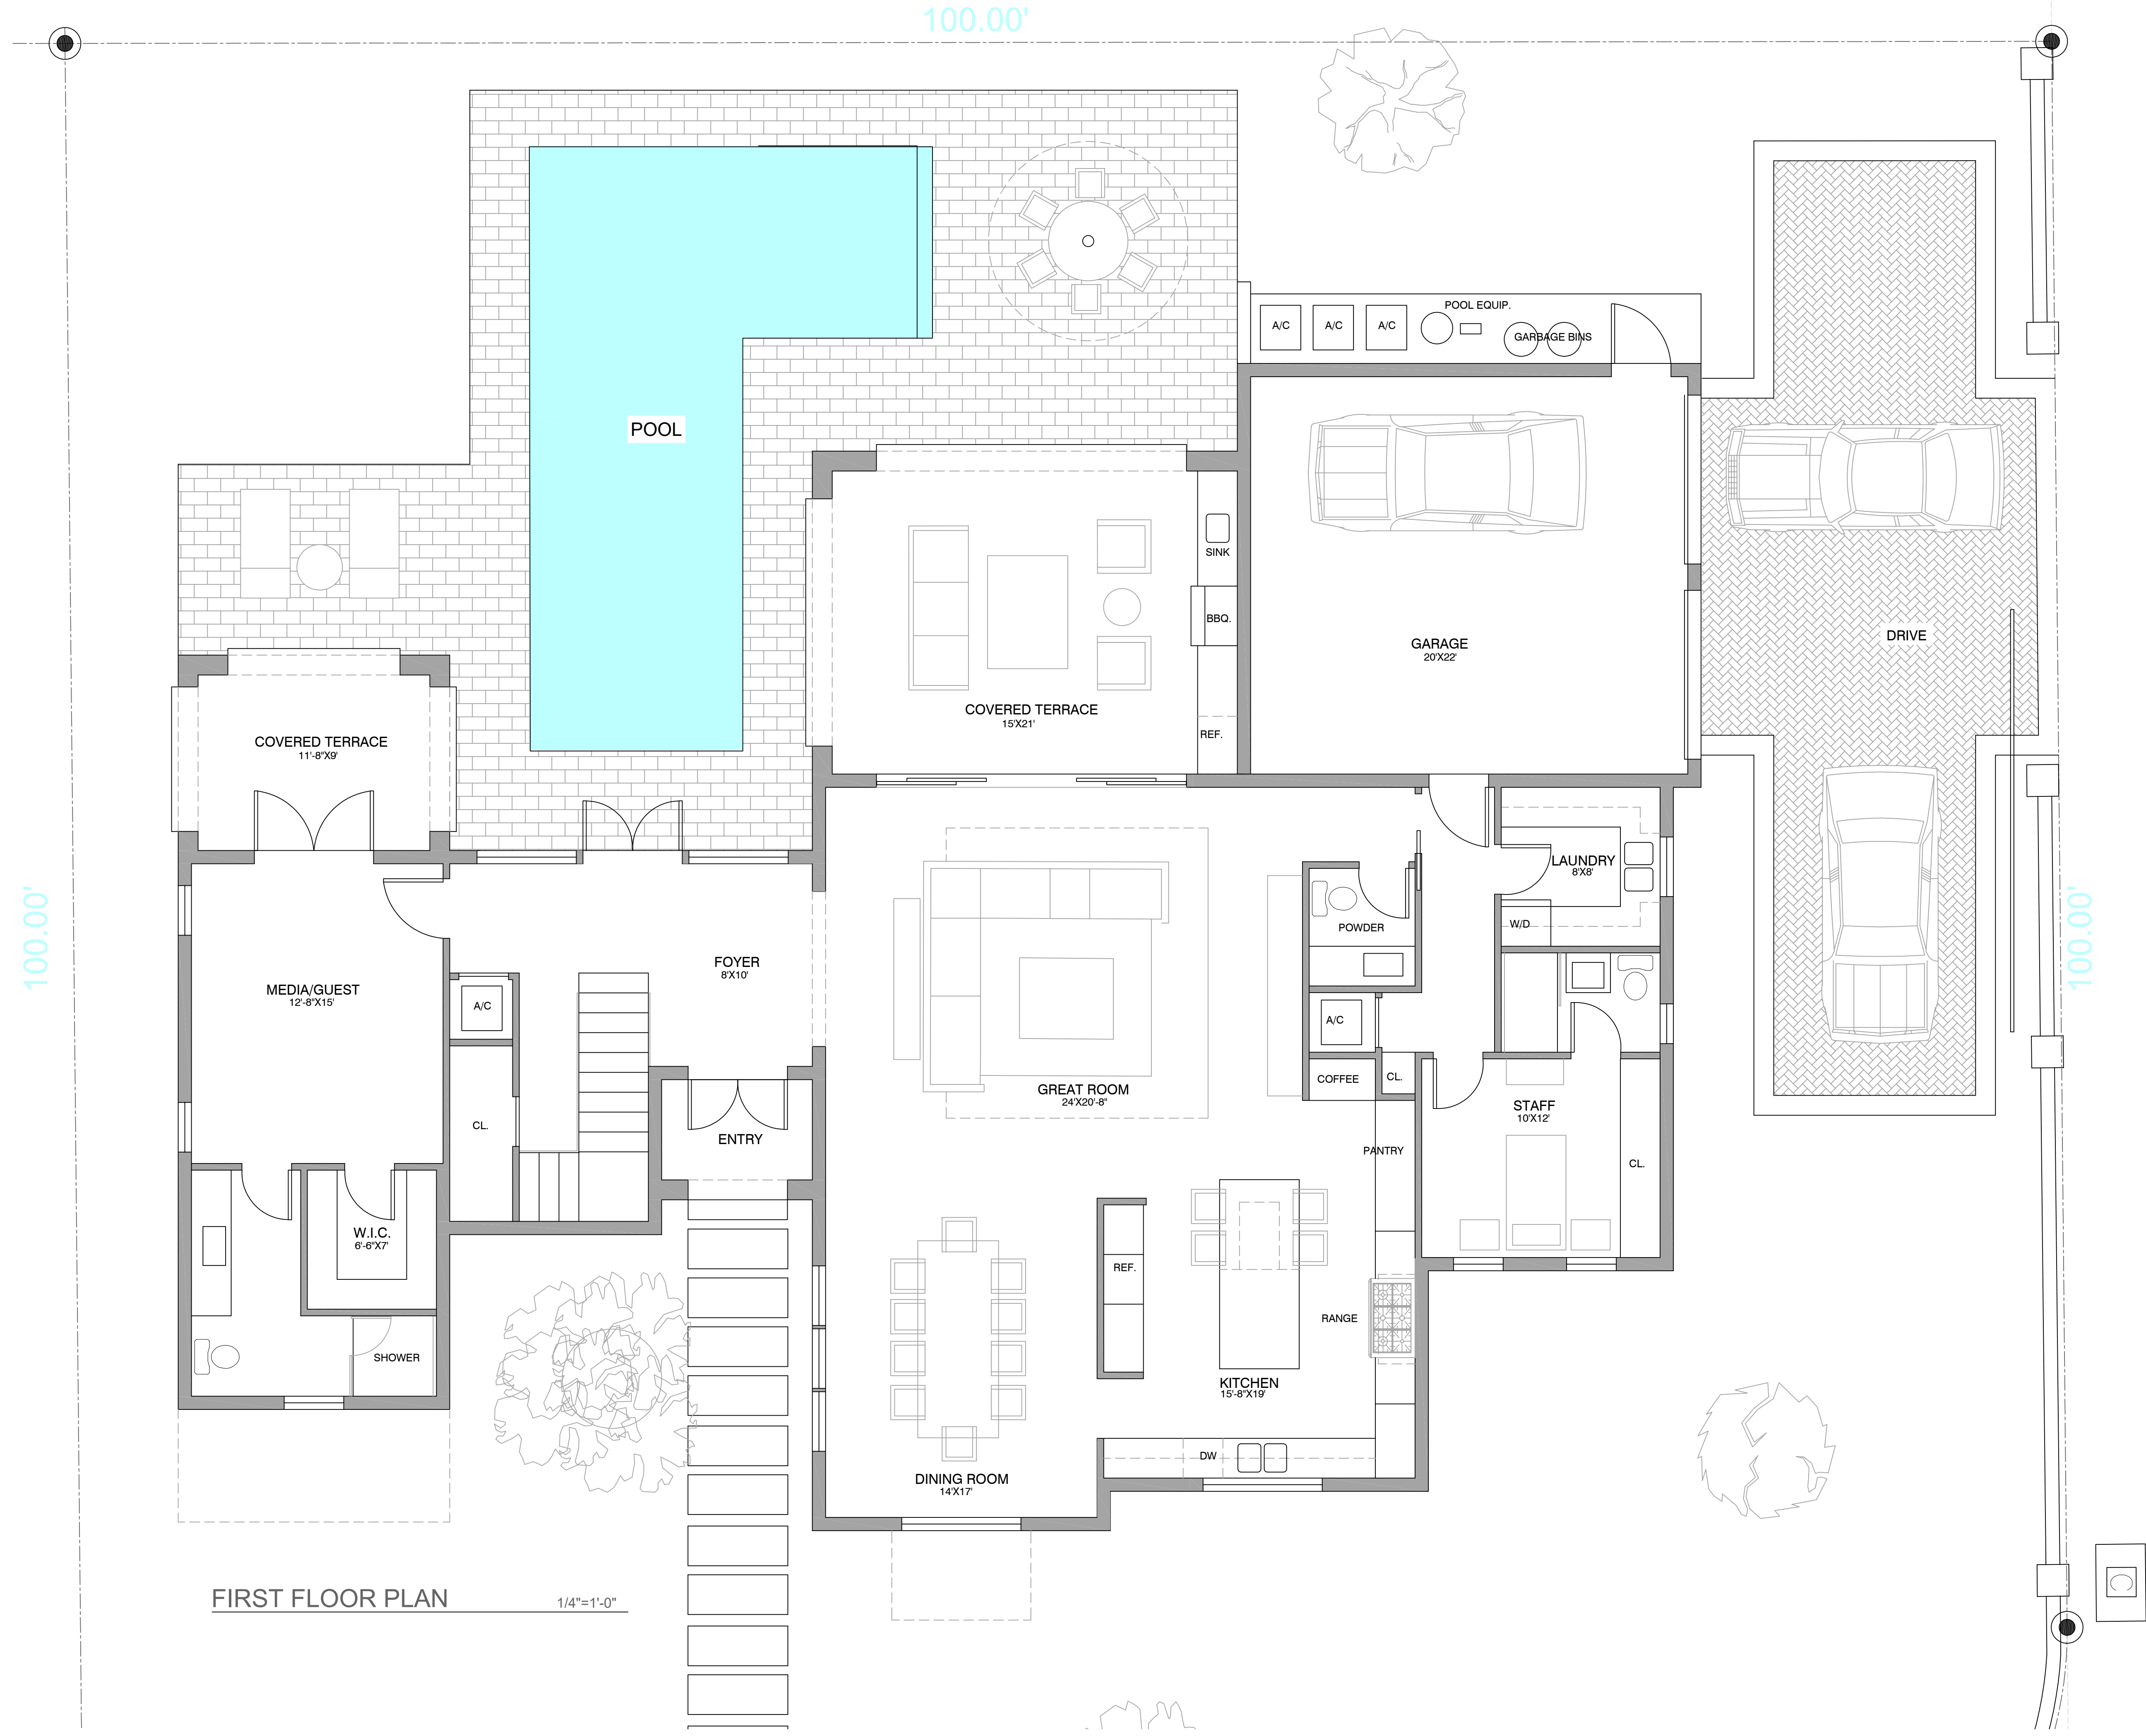 100.00'
POOL EQUIP.
A/C
A/C
A/C
GARBAGE BINS
POOL
SINK
BBQ.
GARAGE
20'X22'
DRIVE
COVERED TERRACE
15'X21'
REF.
COVERED TERRACE
11'-8"X9'
LAUNDRY
8'X8'
100.00'
100.00'
W/D
POWDER
FOYER
8'X10'
MEDIA/GUEST
12'-8"X15'
A/C
A/C
COFFEE
CL.
GREAT ROOM
24'X20'-8"
STAFF
10'X12'
CL.
ENTRY
PANTRY
CL.
W.I.C.
6'-6"X7'
REF.
RANGE
SHOWER
KITCHEN
15'-8"X19'
DW
DINING ROOM
14'X17'
FIRST FLOOR PLAN
1/4"=1'-0"